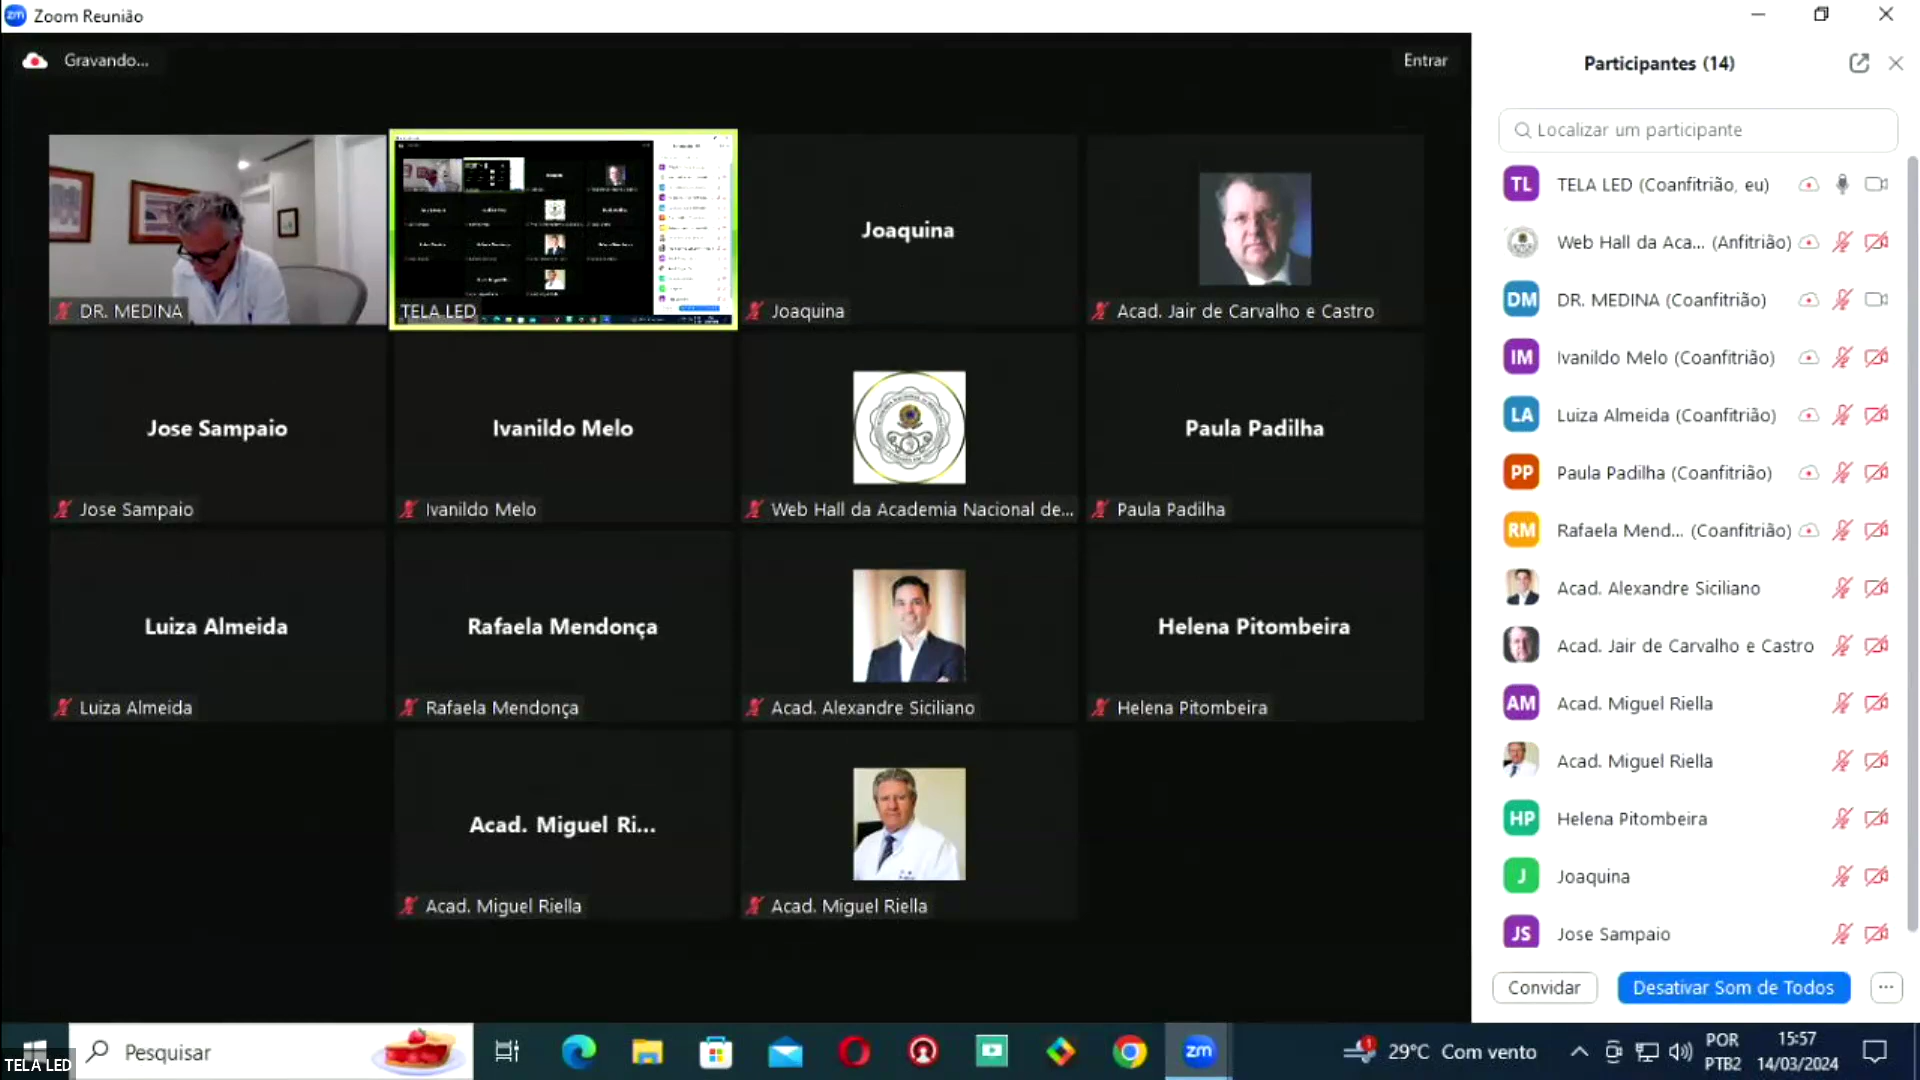 Zoom Reunião
Gravando...
Entrar
DR. MEDINA
TELA LED
Joaquina
Joaquina
Acad. Jair de Carvalho e Castro
Jose Sampaio
Jose Sampaio
Ivanildo Melo
Ivanildo Melo
Web Hall da Academia Nacional de...
Paula Padilha
Paula Padilha
Luiza Almeida
Luiza Almeida
Rafaela Mendonça
Rafaela Mendonça
Acad. Alexandre Siciliano
Helena Pitombeira
Helena Pitombeira
Acad. Miguel Ri...
Acad. Miguel Riella
Acad. Miguel Riella
Participantes (14)
Localizar um participante
TL TELA LED (Coanfitrião, eu)
Web Hall da Aca... (Anfitrião)
DM DR. MEDINA (Coanfitrião)
IM Ivanildo Melo (Coanfitrião)
LA Luiza Almeida (Coanfitrião)
PP Paula Padilha (Coanfitrião)
RM Rafaela Mend... (Coanfitrião)
Acad. Alexandre Siciliano
Acad. Jair de Carvalho e Castro
AM Acad. Miguel Riella
Acad. Miguel Riella
HP Helena Pitombeira
J Joaquina
JS Jose Sampaio
Convidar
Desativar Som de Todos
TELA LED
Pesquisar
zm
1
29°C Com vento
POR
PTB2
15:57
14/03/2024